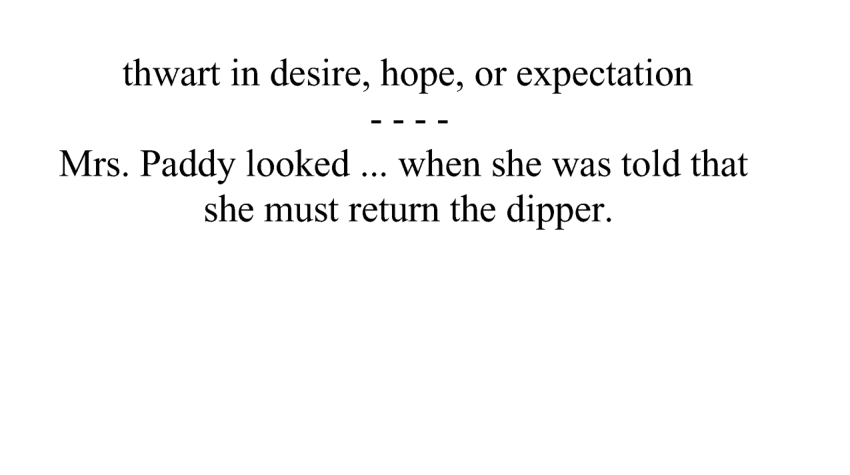 thwart in desire, hope, or expectation
- - - -
Mrs. Paddy looked ... when she was told that
she must return the dipper.